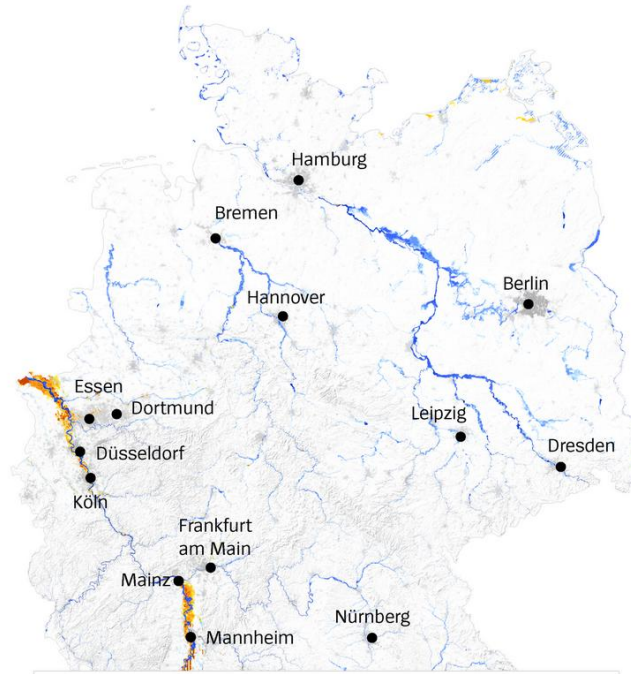 Hamburg
Bremen
Berlin
Hannover
Essen
Dortmund
Leipzig
Düsseldorf
Dresden
Köln
Frankfurt
am Main
Mainz
Nürnberg
Mannheim